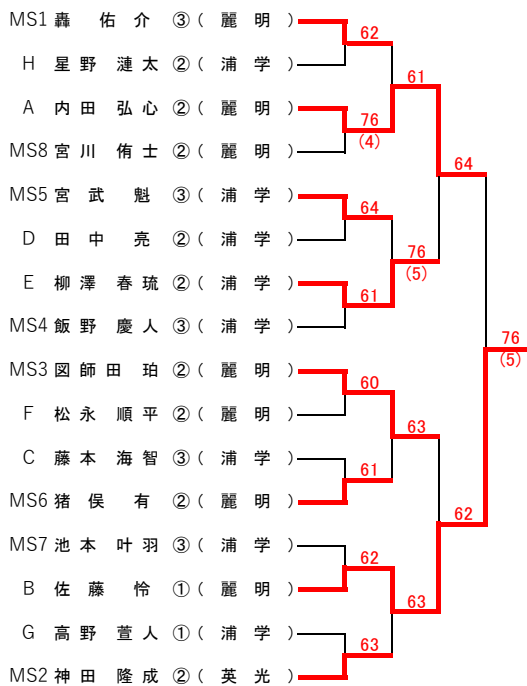 MS1 轟 佑 介 ③ ( 麗 明 )
62
H 星 野 漣 太 ② ( 浦 学 )
61
A 内 田 弘 心 ② ( 麗 明 )
76
(4)
MS8 宮 川 侑 士 ② ( 麗 明 )
64
MS5 宮 武 魁 ③ ( 浦 学 )
64
D 田 中 亮 ② ( 浦 学 )
76
(5)
E 柳 澤 春 琉 ② ( 浦 学 )
61
MS4 飯 野 慶 人 ③ ( 浦 学 )
76
(5)
MS3 図 師 田 珀 ② ( 麗 明 )
60
F 松 永 順 平 ② ( 麗 明 )
63
C 藤 本 海 智 ③ ( 浦 学 )
61
MS6 猪 俣 有 ② ( 麗 明 )
62
MS7 池 本 叶 羽 ③ ( 浦 学 )
62
B 佐 藤 怜 ① ( 麗 明 )
63
G 高 野 萱 人 ① ( 浦 学 )
63
MS2 神 田 隆 成 ② ( 英 光 )